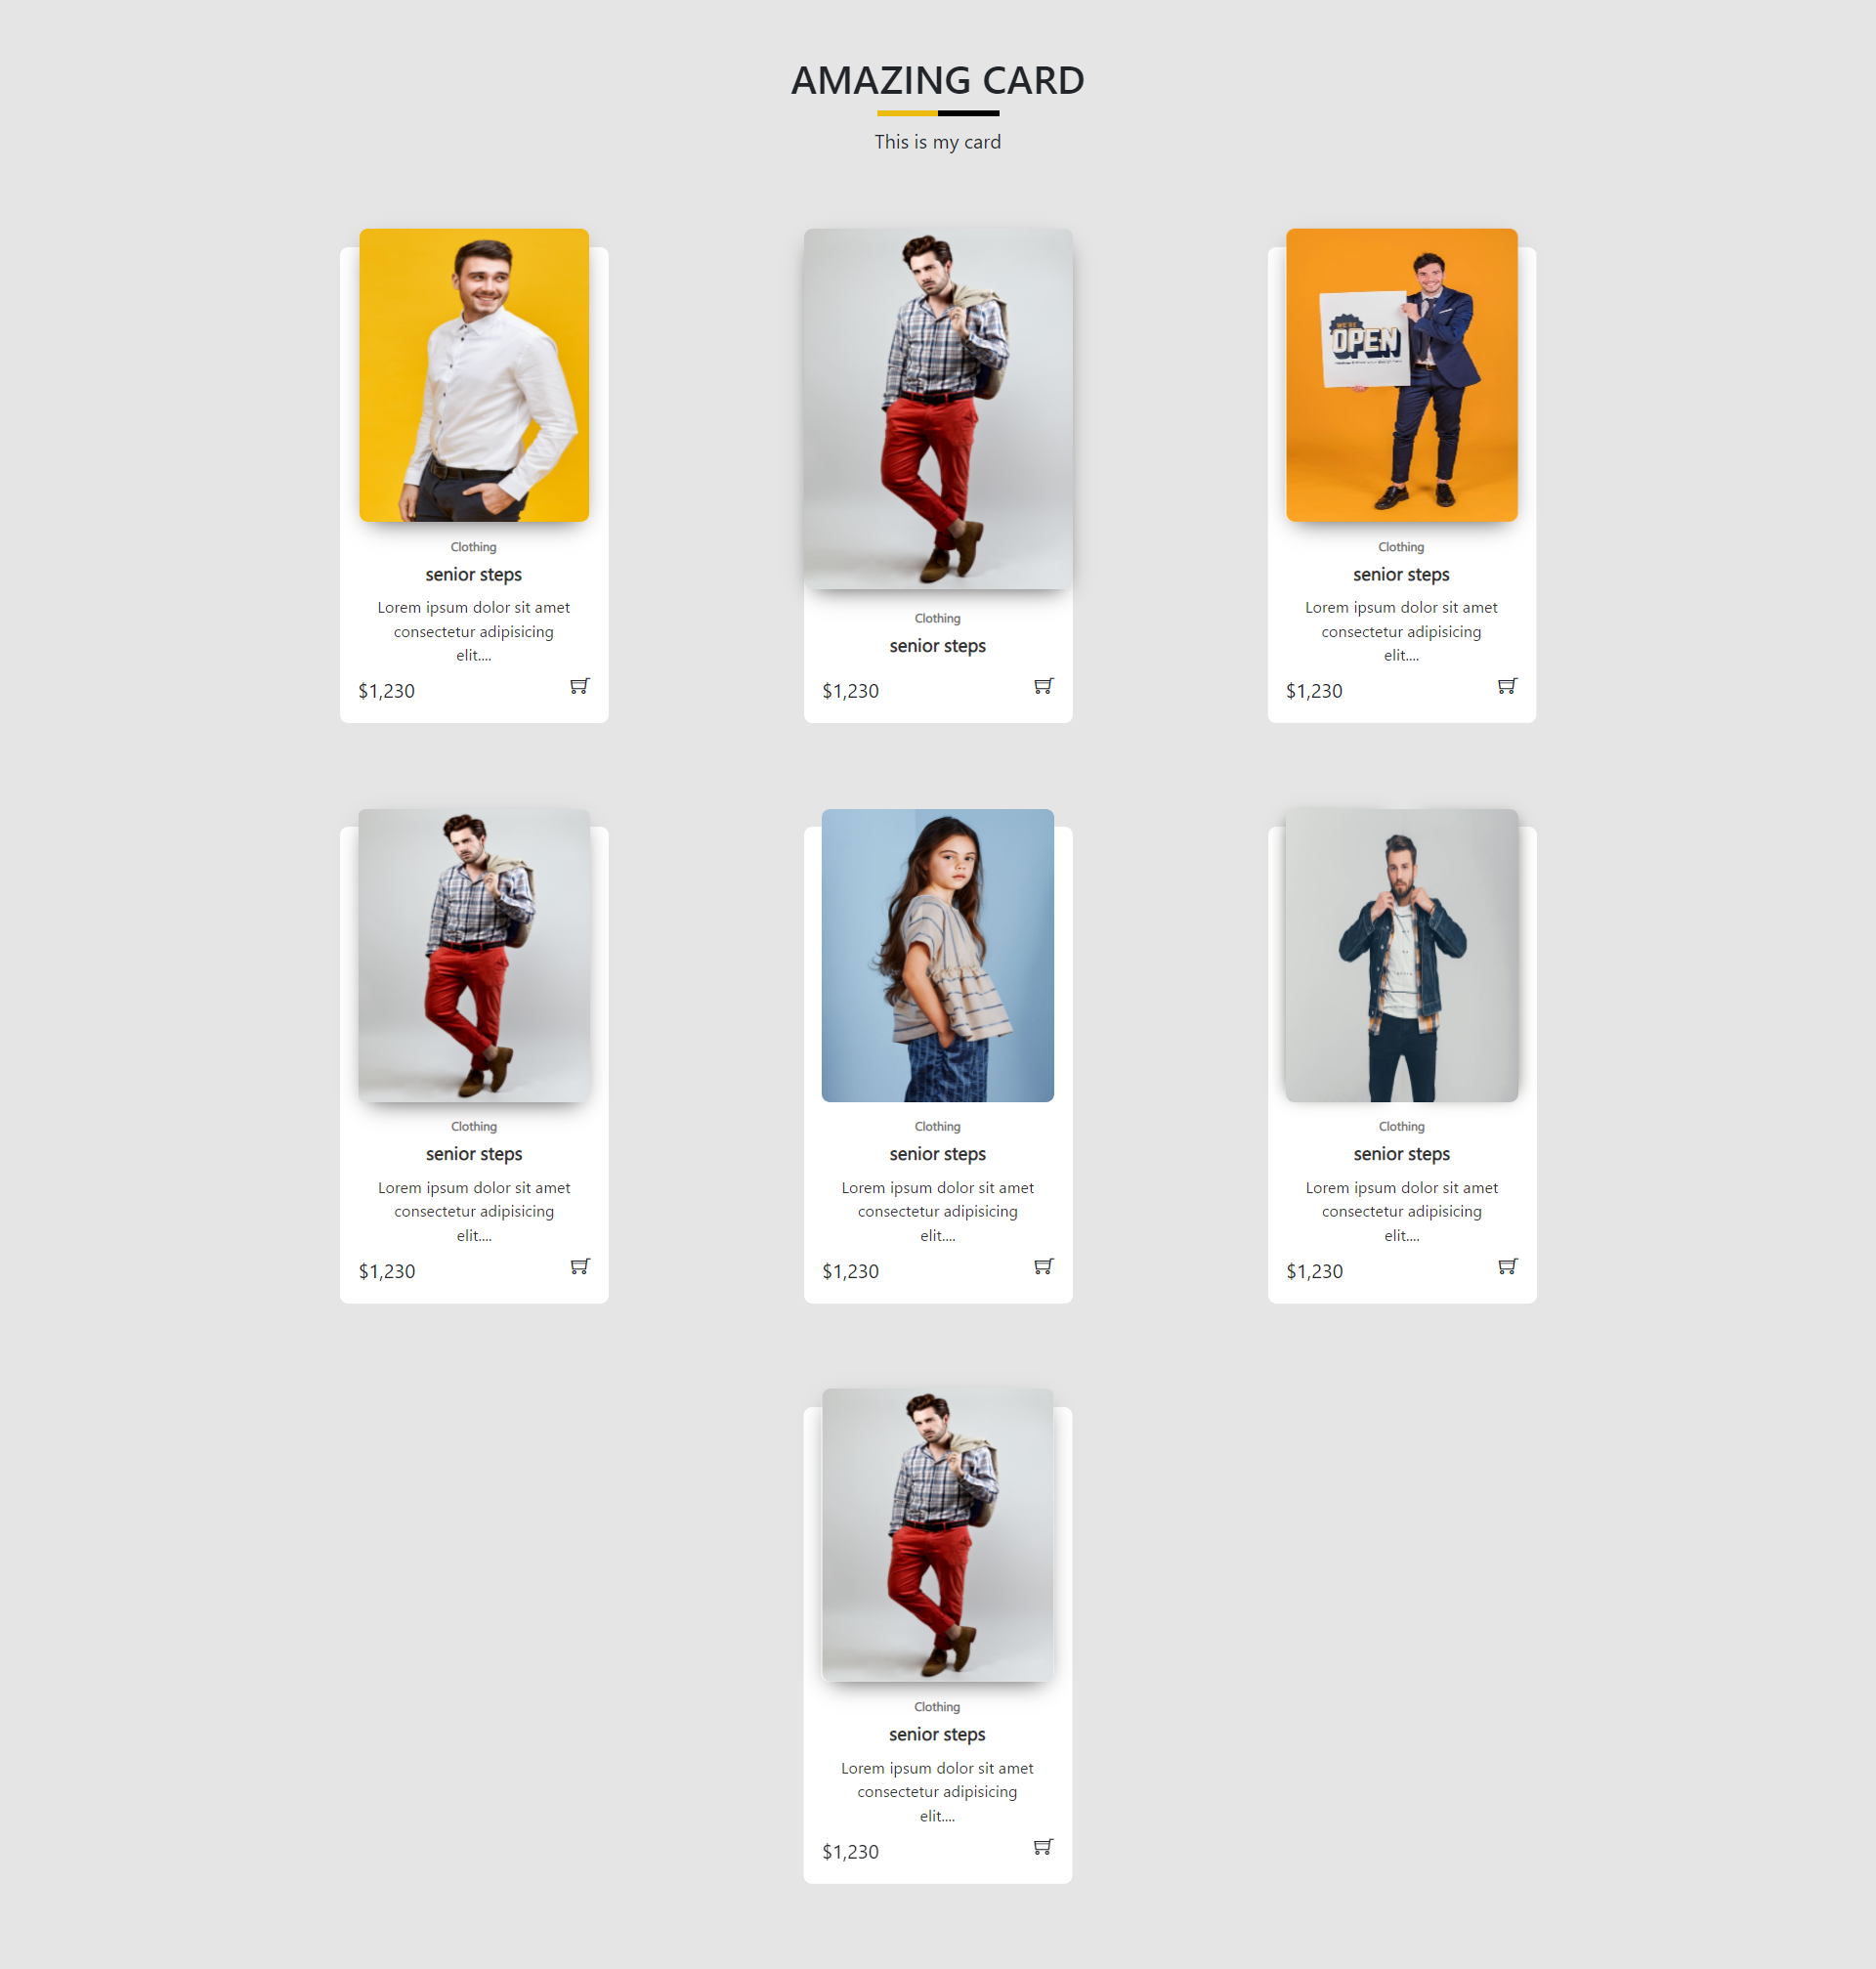 AMAZING CARD
This is my card
WE'RE
OPEN
Clothing
senior steps
Lorem ipsum dolor sit amet
consectetur adipisicing
elit....
$1,230
Clothing
senior steps
$1,230
Clothing
senior steps
Lorem ipsum dolor sit amet
consectetur adipisicing
elit....
$1,230
Clothing
senior steps
Lorem ipsum dolor sit amet
consectetur adipisicing
elit....
$1,230
Clothing
senior steps
Lorem ipsum dolor sit amet
consectetur adipisicing
elit....
$1,230
Clothing
senior steps
Lorem ipsum dolor sit amet
consectetur adipisicing
elit....
$1,230
Clothing
senior steps
Lorem ipsum dolor sit amet
consectetur adipisicing
elit....
$1,230